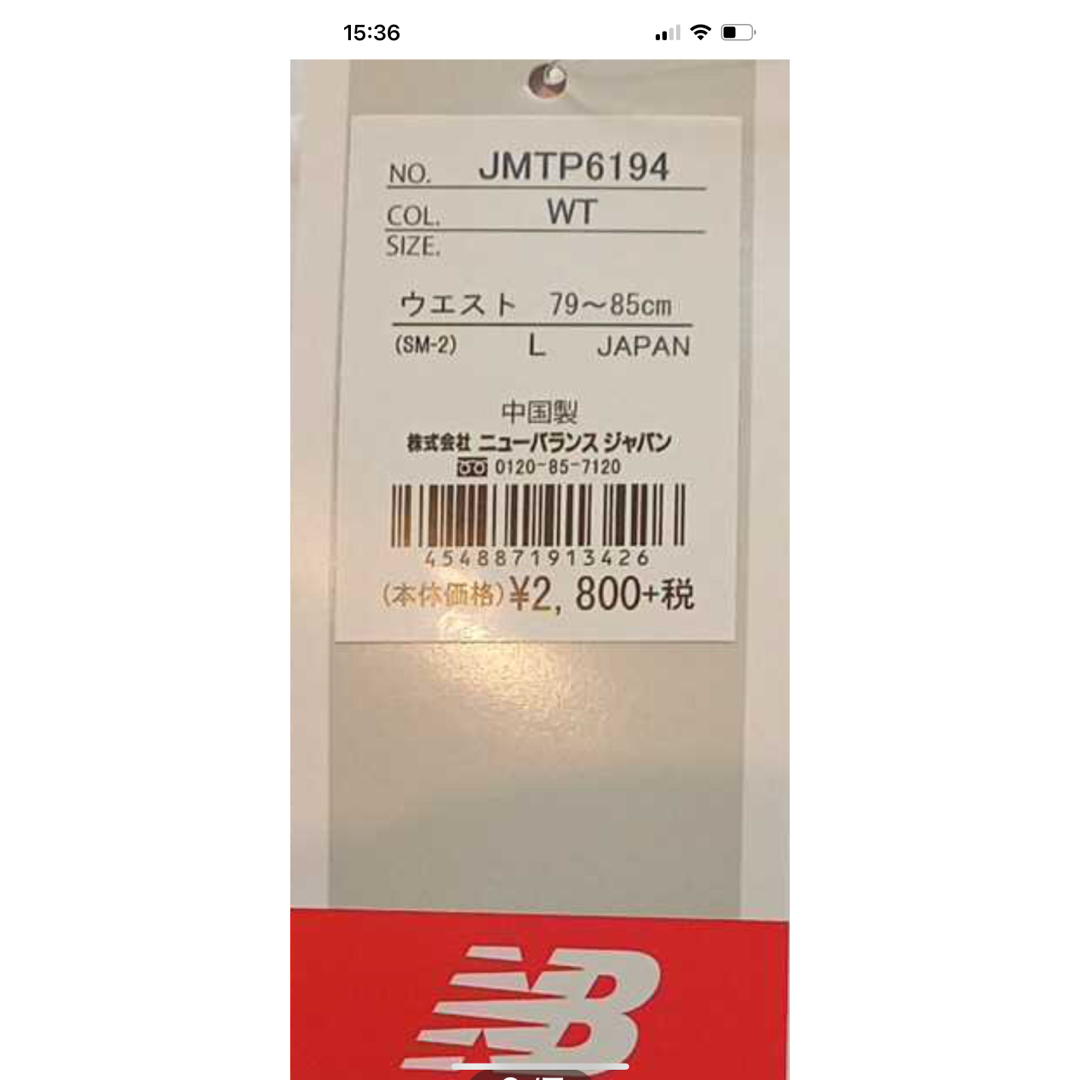 15:36
NO. JMTP6194
COL. WT
SIZE.
ウエスト 79〜85cm
(SM-2) L JAPAN
中国製
株式会社 ニューバランス ジャパン
0120-85-7120
4548871913426
(本体価格)¥2, 800+税
NB